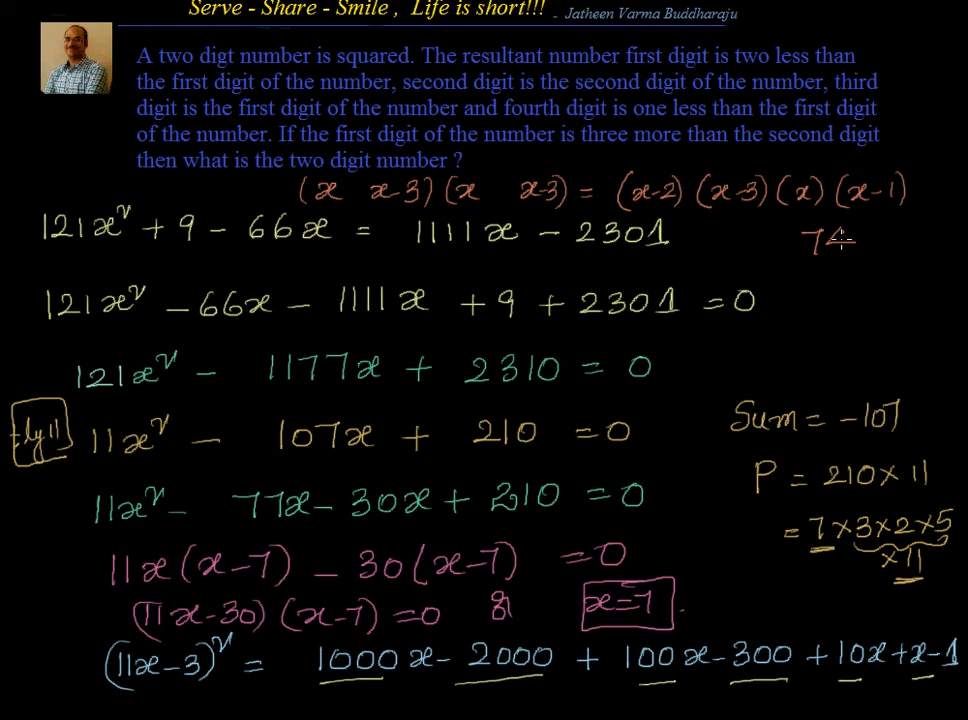 Serve - Share - Smile , Life is short!!! - Jatheen Varma Buddharaju
A two digt number is squared. The resultant number first digit is two less than
the first digit of the number, second digit is the second digit of the number, third
digit is the first digit of the number and fourth digit is one less than the first digit
of the number. If the first digit of the number is three more than the second digit
then what is the two digit number ?
(x x-3)(x x-3) = (x-2)(x-3)(x)(x-1)
121x² + 9 - 66x = 1111x - 2301
74
121x² - 66x - 1111x + 9 + 2301 = 0
121x² - 1177x + 2310 = 0
÷ by 11
11x² - 107x + 210 = 0
Sum = -107
P = 210 × 11
11x² - 77x - 30x + 210 = 0
= 7 × 3 × 2 × 5
× 11
11x(x-7) - 30(x-7) = 0
(11x-30)(x-7) = 0
x = 7
(11x-3)² = 1000x - 2000 + 100x - 300 + 10x + x - 1